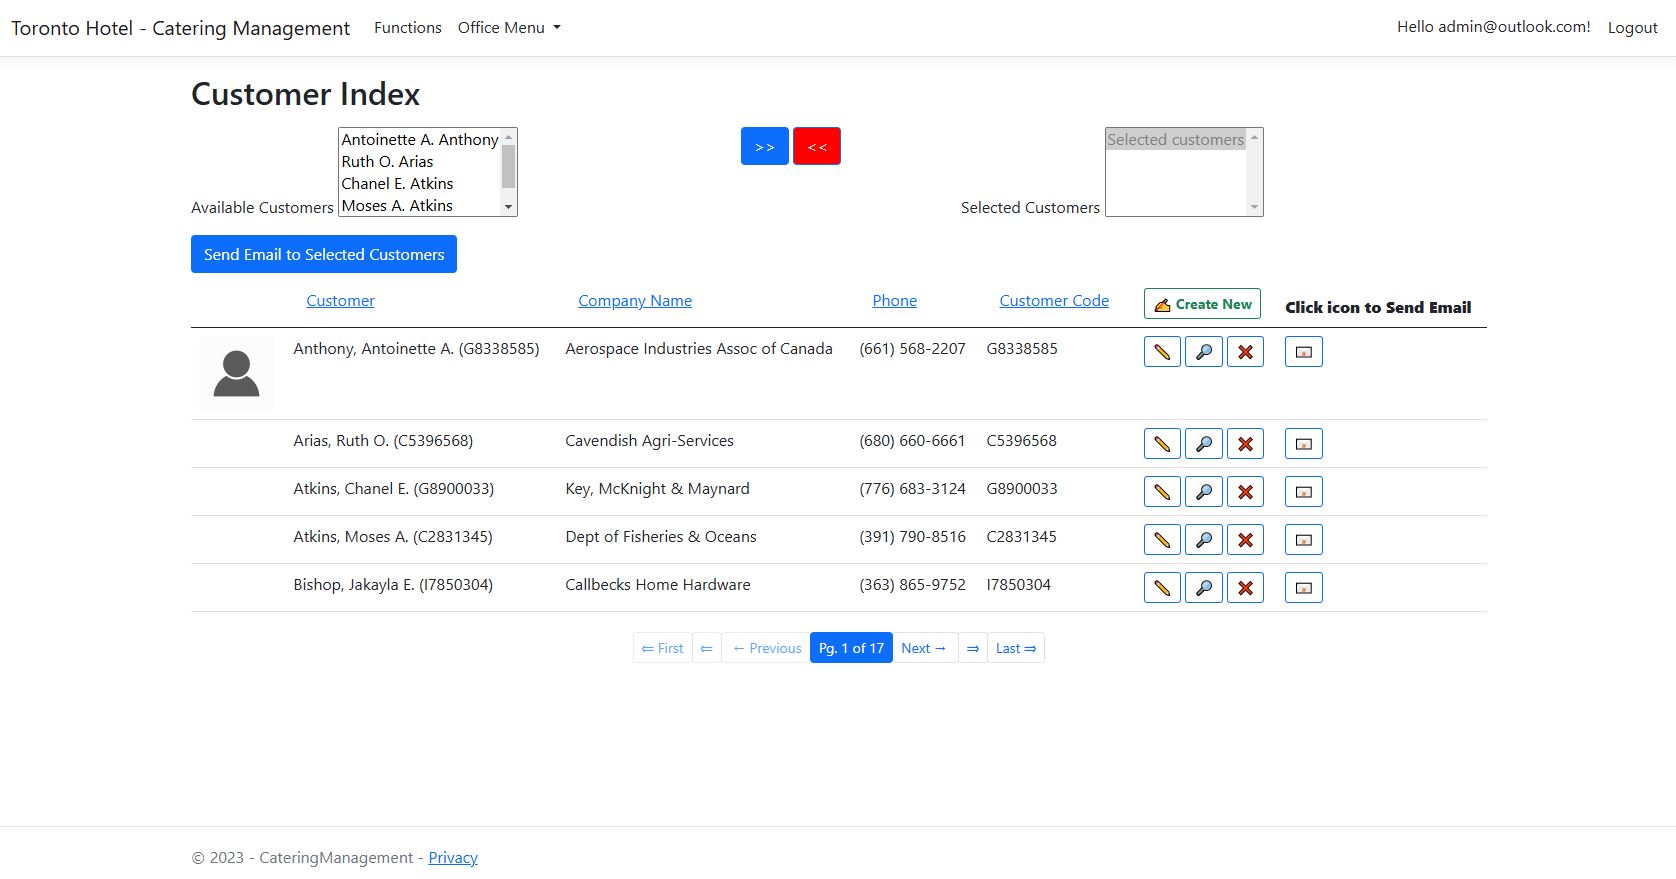 Toronto Hotel - Catering Management Functions Office Menu Hello admin@outlook.com! Logout
Customer Index
Antoinette A. Anthony
Ruth O. Arias
Chanel E. Atkins
Available Customers Moses A. Atkins
>> <<
Selected customers
Selected Customers
Send Email to Selected Customers
Customer Company Name Phone Customer Code Create New Click icon to Send Email
Anthony, Antoinette A. (G8338585) Aerospace Industries Assoc of Canada (661) 568-2207 G8338585
Arias, Ruth O. (C5396568) Cavendish Agri-Services (680) 660-6661 C5396568
Atkins, Chanel E. (G8900033) Key, McKnight & Maynard (776) 683-3124 G8900033
Atkins, Moses A. (C2831345) Dept of Fisheries & Oceans (391) 790-8516 C2831345
Bishop, Jakayla E. (I7850304) Callbecks Home Hardware (363) 865-9752 I7850304
⇐ First ⇐ ← Previous Pg. 1 of 17 Next → ⇒ Last ⇒
© 2023 - CateringManagement - Privacy